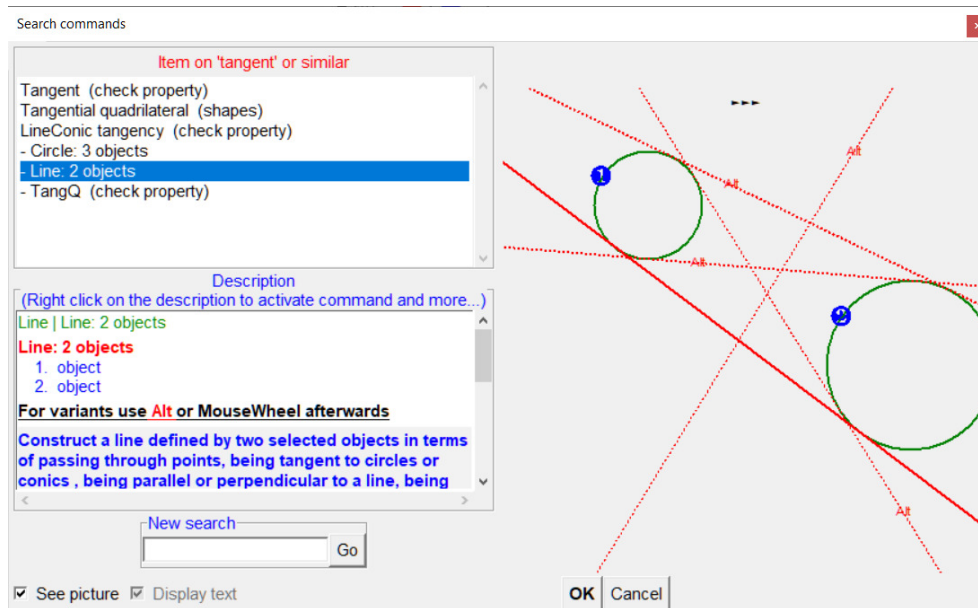 Search commands
Item on 'tangent' or similar
Tangent (check property)
Tangential quadrilateral (shapes)
LineConic tangency (check property)
- Circle: 3 objects
- Line: 2 objects
- TangQ (check property)
Description
(Right click on the description to activate command and more...)
Line | Line: 2 objects
Line: 2 objects
1. object
2. object
For variants use Alt or MouseWheel afterwards
Construct a line defined by two selected objects in terms
of passing through points, being tangent to circles or
conics , being parallel or perpendicular to a line, being
New search
Go
See picture
Display text
OK
Cancel
1
2
Alt
Alt
Alt
Alt